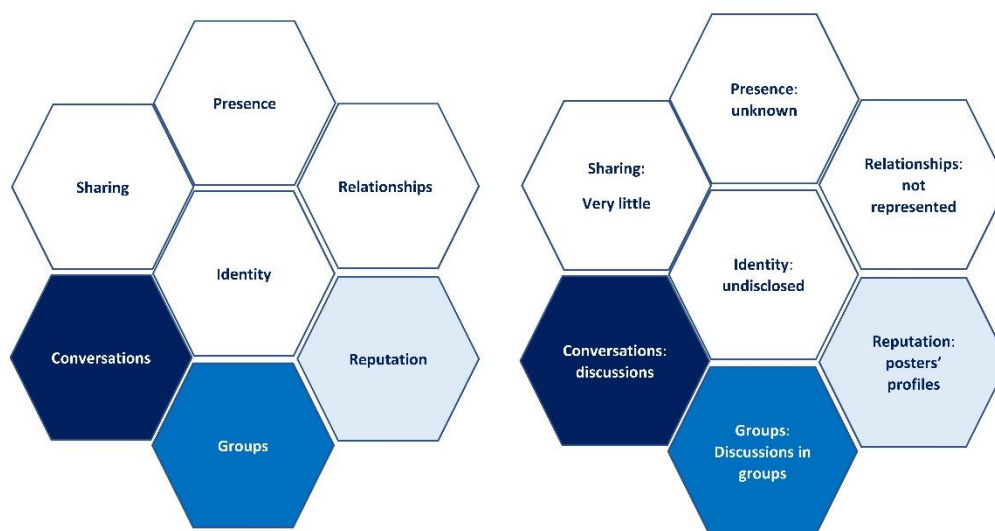 Presence
Sharing
Relationships
Identity
Conversations
Reputation
Groups
Presence:
unknown
Sharing:
Very little
Relationships:
not
represented
Identity:
undisclosed
Conversations:
discussions
Reputation:
posters’
profiles
Groups:
Discussions in
groups